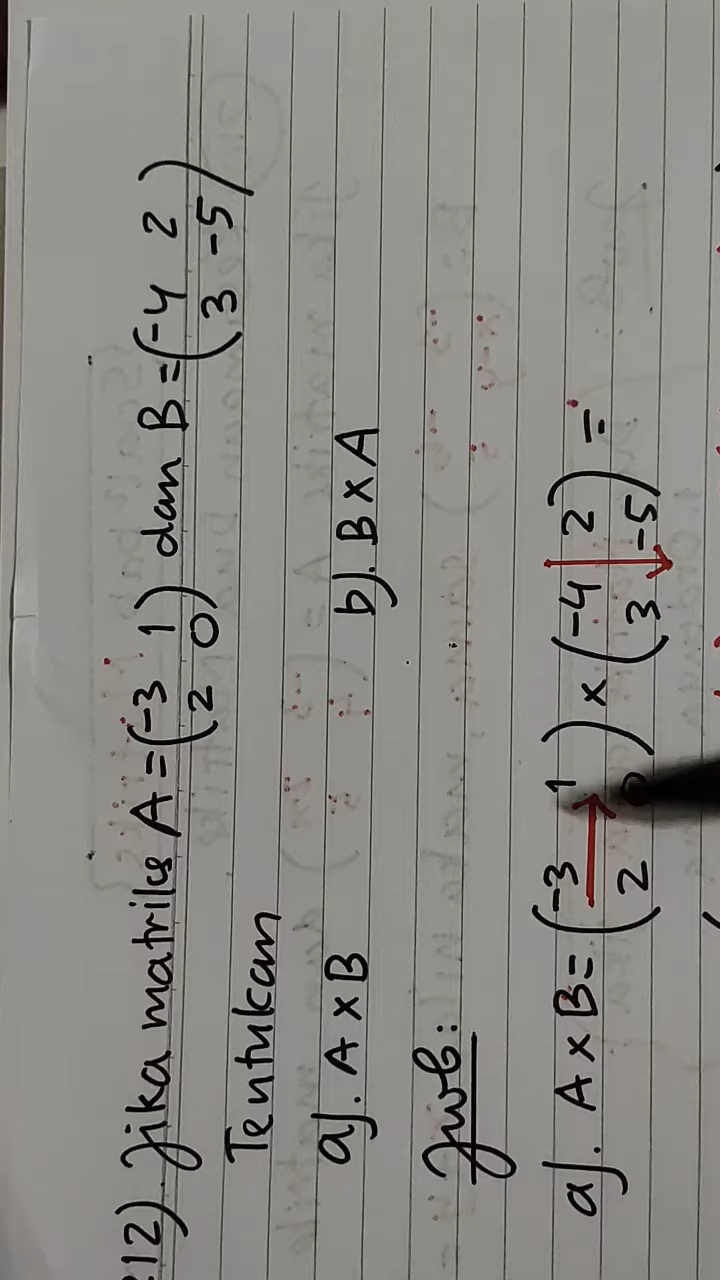 12). Jika matriks A = (-3 1) dan B = (-4 2)
(2 0) (3 -5)
Tentukan
a). A x B b). B x A
Jwb:
a). A x B = (-3 1) x (-4 2) =
(2 0) (3 -5)